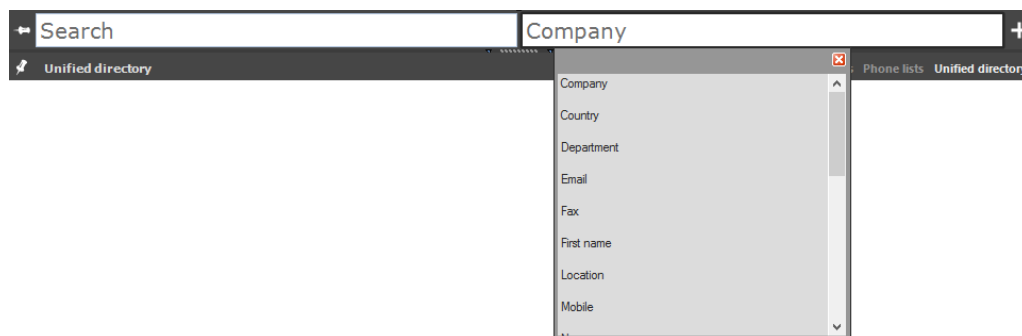 Search Company
Unified directory Phone lists Unified directory
Company
Country
Department
Email
Fax
First name
Location
Mobile